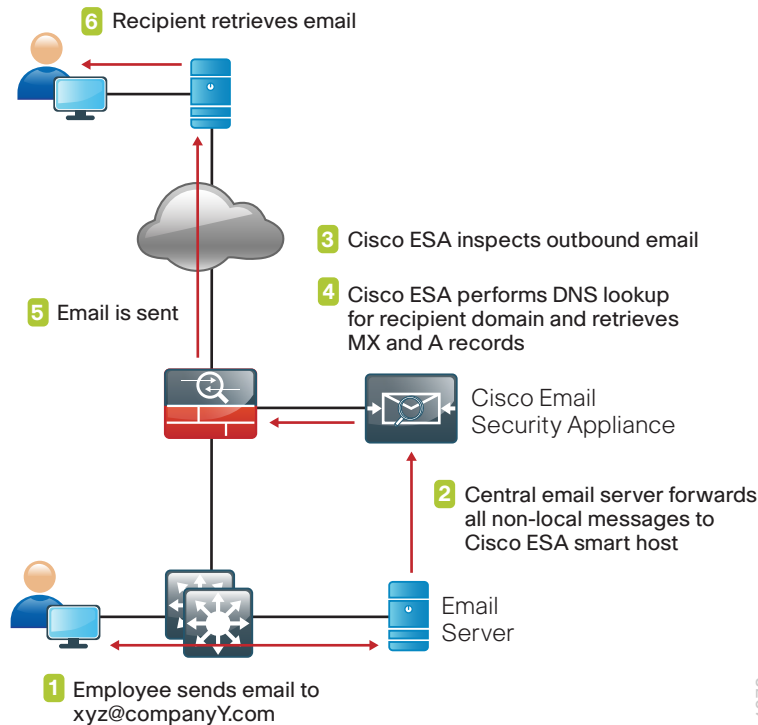 6 Recipient retrieves email
3 Cisco ESA inspects outbound email
4 Cisco ESA performs DNS lookup
for recipient domain and retrieves
MX and A records
5 Email is sent
Cisco Email
Security Appliance
2 Central email server forwards
all non-local messages to
Cisco ESA smart host
Email
Server
1 Employee sends email to
xyz@companyY.com